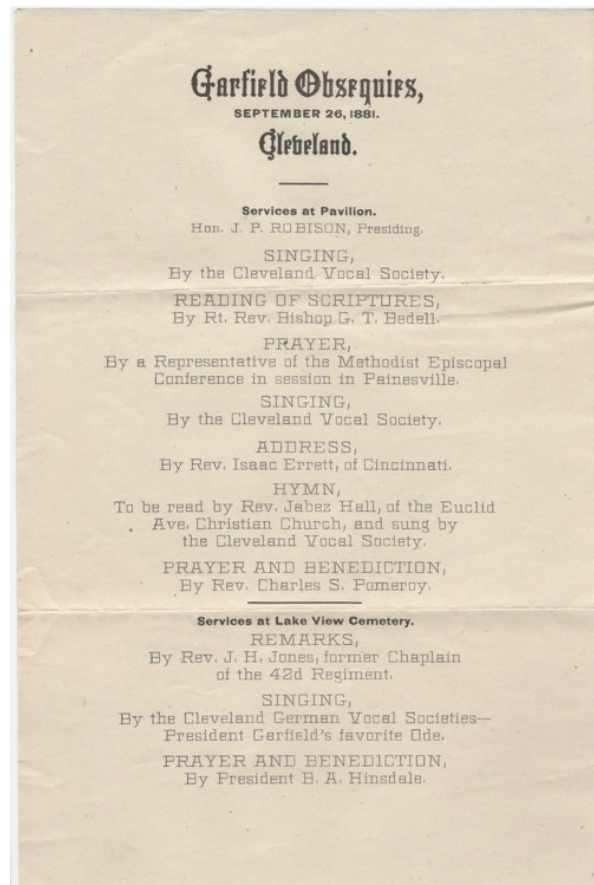 Garfield Obsequies,
SEPTEMBER 26, 1881.
Cleveland.
Services at Pavilion.
Hon. J. P. ROBISON, Presiding.
SINGING,
By the Cleveland Vocal Society.
READING OF SCRIPTURES,
By Rt. Rev. Bishop G. T. Bedell.
PRAYER,
By a Representative of the Methodist Episcopal
Conference in session in Painesville.
SINGING,
By the Cleveland Vocal Society.
ADDRESS,
By Rev. Isaac Errett, of Cincinnati.
HYMN,
To be read by Rev. Jabez Hall, of the Euclid
Ave. Christian Church, and sung by
the Cleveland Vocal Society.
PRAYER AND BENEDICTION,
By Rev. Charles S. Pomeroy.
Services at Lake View Cemetery.
REMARKS,
By Rev. J. H. Jones, former Chaplain
of the 42d Regiment.
SINGING,
By the Cleveland German Vocal Societies—
President Garfield's favorite Ode.
PRAYER AND BENEDICTION,
By President B. A. Hinsdale.